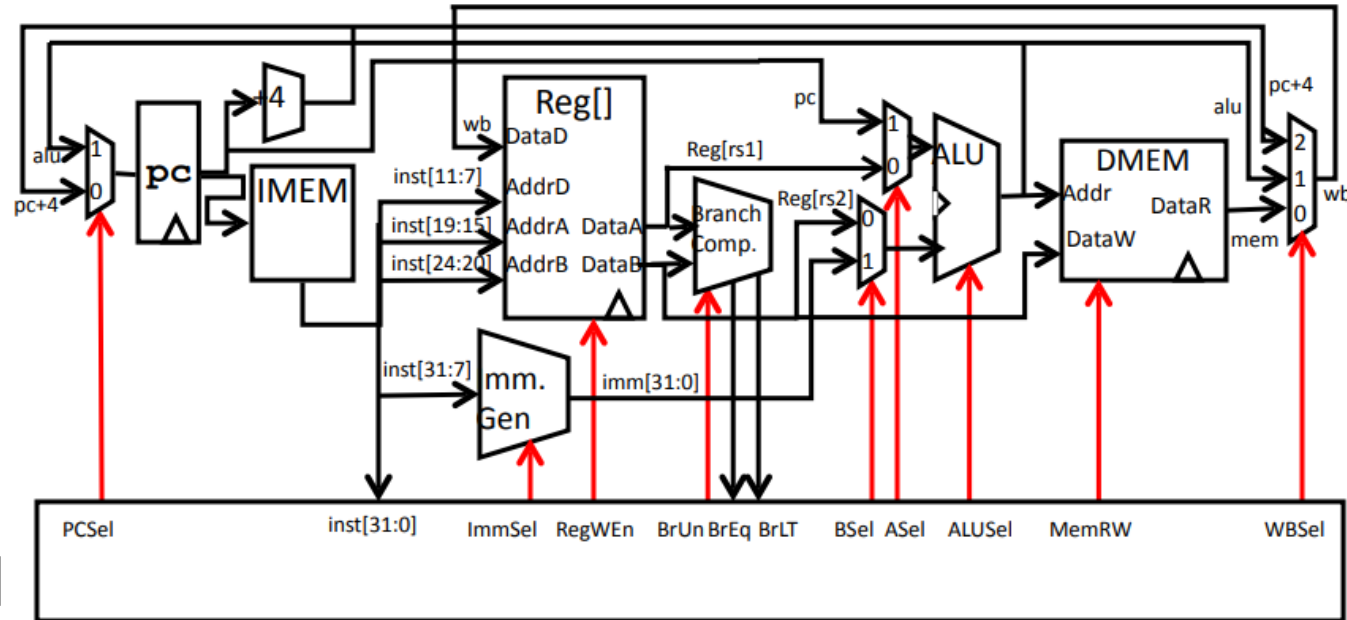 pc+4
alu
pc
wb
Reg[]
DataD
AddrD
AddrA DataA
AddrB DataB
+4
alu
1
0
pc+4
pc
IMEM
inst[11:7]
inst[19:15]
inst[24:20]
Reg[rs1]
Reg[rs2]
Branch
Comp.
1
0
0
1
ALU
DMEM
Addr
DataR
DataW
mem
2
1
0
wb
inst[31:7]
mm.
Gen
imm[31:0]
PCSel
inst[31:0]
ImmSel
RegWEn
BrUn BrEq BrLT
BSel ASel
ALUSel
MemRW
WBSel